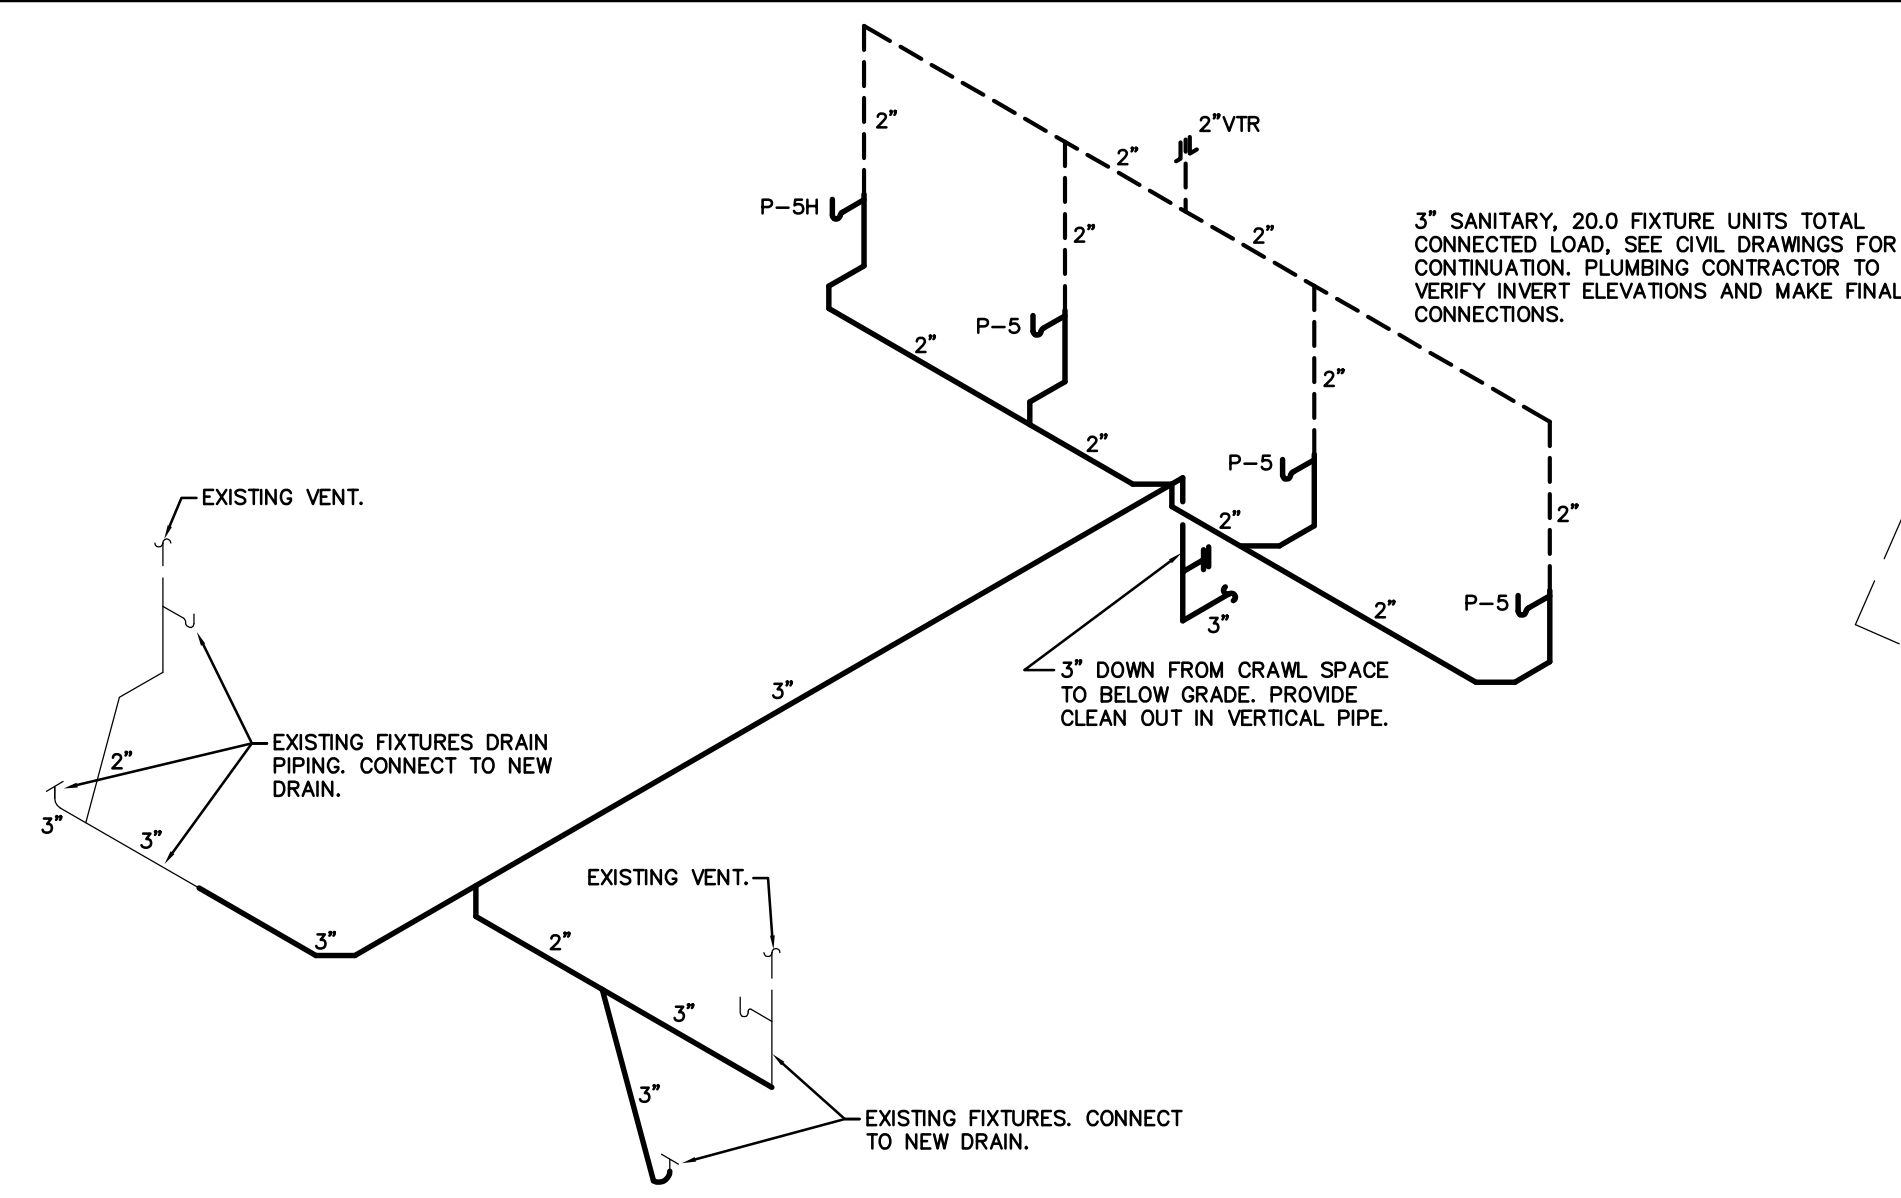 2"
2"VTR
2"
P-5H
3" SANITARY, 20.0 FIXTURE UNITS TOTAL
CONNECTED LOAD, SEE CIVIL DRAWINGS FOR
CONTINUATION. PLUMBING CONTRACTOR TO
VERIFY INVERT ELEVATIONS AND MAKE FINAL
CONNECTIONS.
2"
2"
P-5
2"
2"
2"
P-5
EXISTING VENT.
2"
2"
P-5
2"
3"
3" DOWN FROM CRAWL SPACE
TO BELOW GRADE. PROVIDE
CLEAN OUT IN VERTICAL PIPE.
3"
EXISTING FIXTURES DRAIN
PIPING. CONNECT TO NEW
DRAIN.
2"
3"
3"
EXISTING VENT.
3"
2"
3"
3"
EXISTING FIXTURES. CONNECT
TO NEW DRAIN.